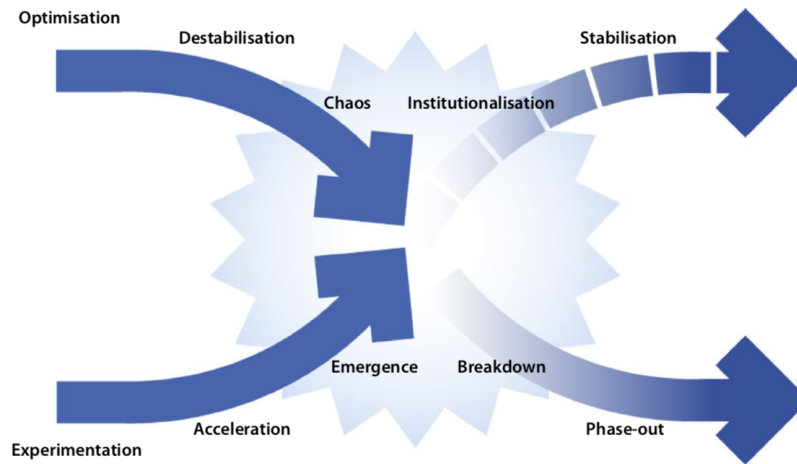 Optimisation
Destabilisation
Stabilisation
Chaos
Institutionalisation
Emergence
Breakdown
Acceleration
Phase-out
Experimentation